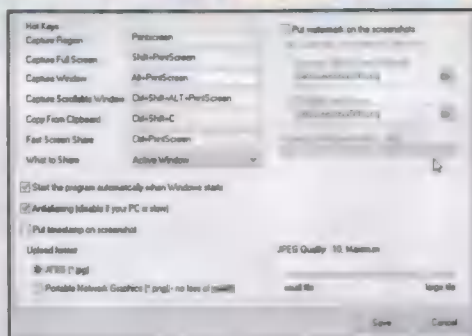 Hot Keys
Capture Region Printscreen
Capture Full Screen Shift+PrintScreen
Capture Window Alt+PrintScreen
Capture Scrollable Window Ctrl+Shift+ALT+PrintScreen
Copy From Clipboard Ctrl+Shift+C
Fast Screen Share Ctrl+PrintScreen
What to Share Active Window
Put watermark on the screenshots
Start the program automatically when Windows starts
Antialiasing (disable if your PC is slow)
Put timestamp on screenshot
Upload format
JPEG (*.jpg)
Portable Network Graphics (*.png) - no loss of
JPEG Quality 10. Maximum
small file large file
Save Cancel